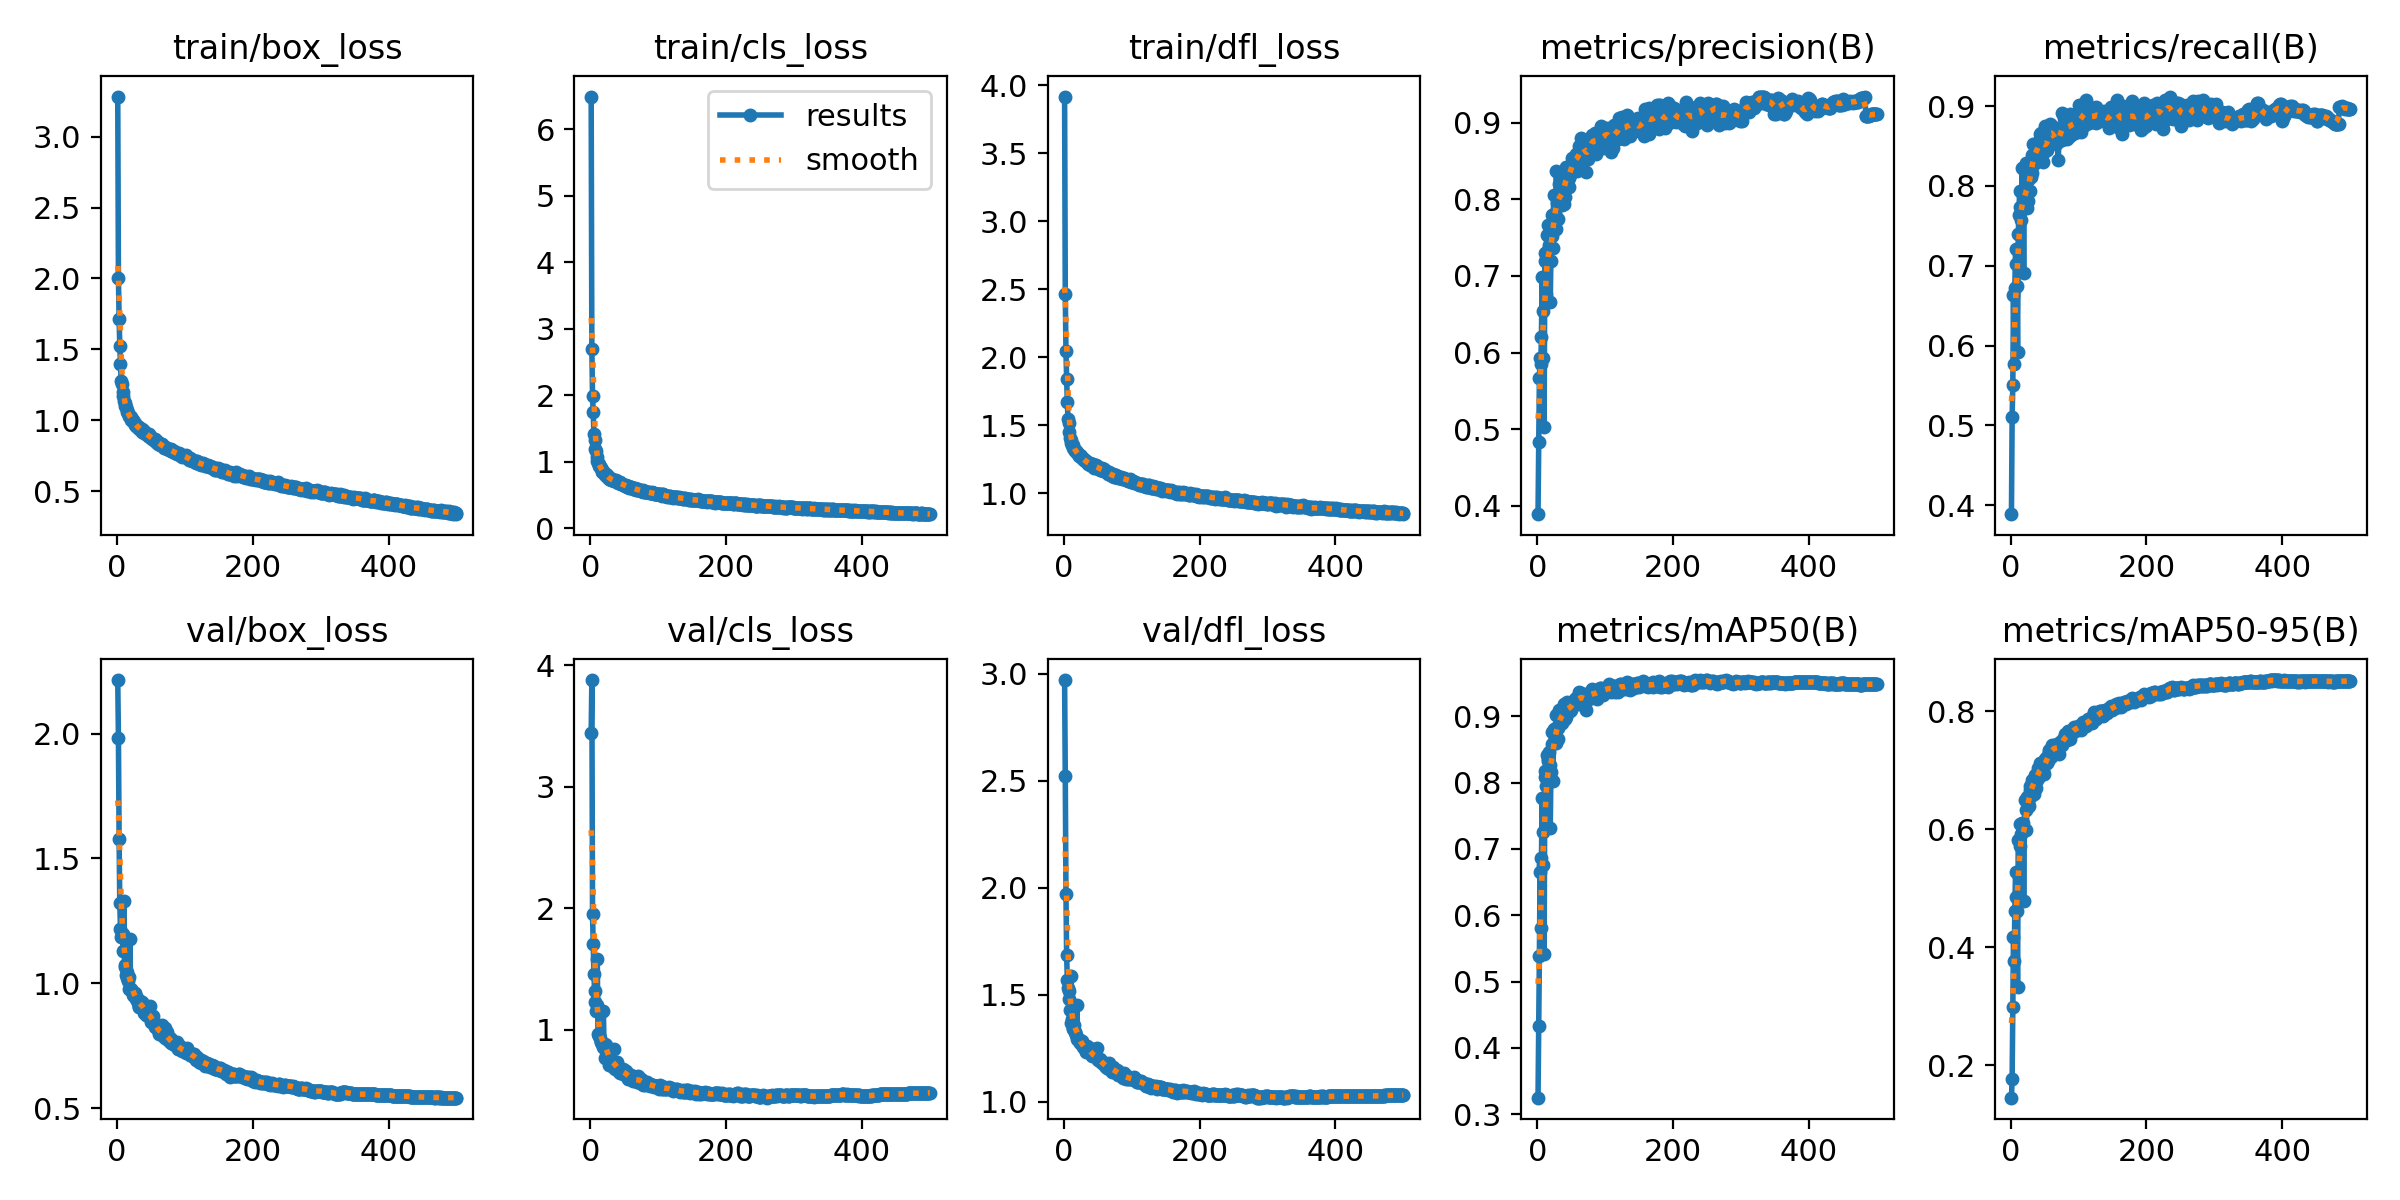 train/box_loss
3.0
2.5
2.0
1.5
1.0
0.5
0 200 400
train/cls_loss
results
smooth
6
5
4
3
2
1
0
0 200 400
train/dfl_loss
4.0
3.5
3.0
2.5
2.0
1.5
1.0
0 200 400
metrics/precision(B)
0.9
0.8
0.7
0.6
0.5
0.4
0 200 400
metrics/recall(B)
0.9
0.8
0.7
0.6
0.5
0.4
0 200 400
val/box_loss
2.0
1.5
1.0
0.5
0 200 400
val/cls_loss
4
3
2
1
0 200 400
val/dfl_loss
3.0
2.5
2.0
1.5
1.0
0 200 400
metrics/mAP50(B)
0.9
0.8
0.7
0.6
0.5
0.4
0.3
0 200 400
metrics/mAP50-95(B)
0.8
0.6
0.4
0.2
0 200 400